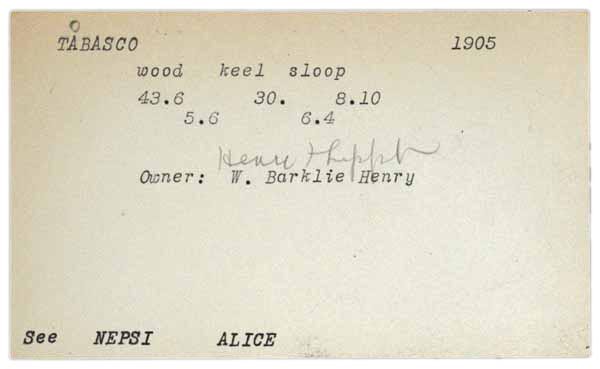 TABASCO 1905
wood keel sloop
43.6 30. 8.10
5.6 6.4
Henry
Owner: W. Barklie Henry
See NEPSI ALICE